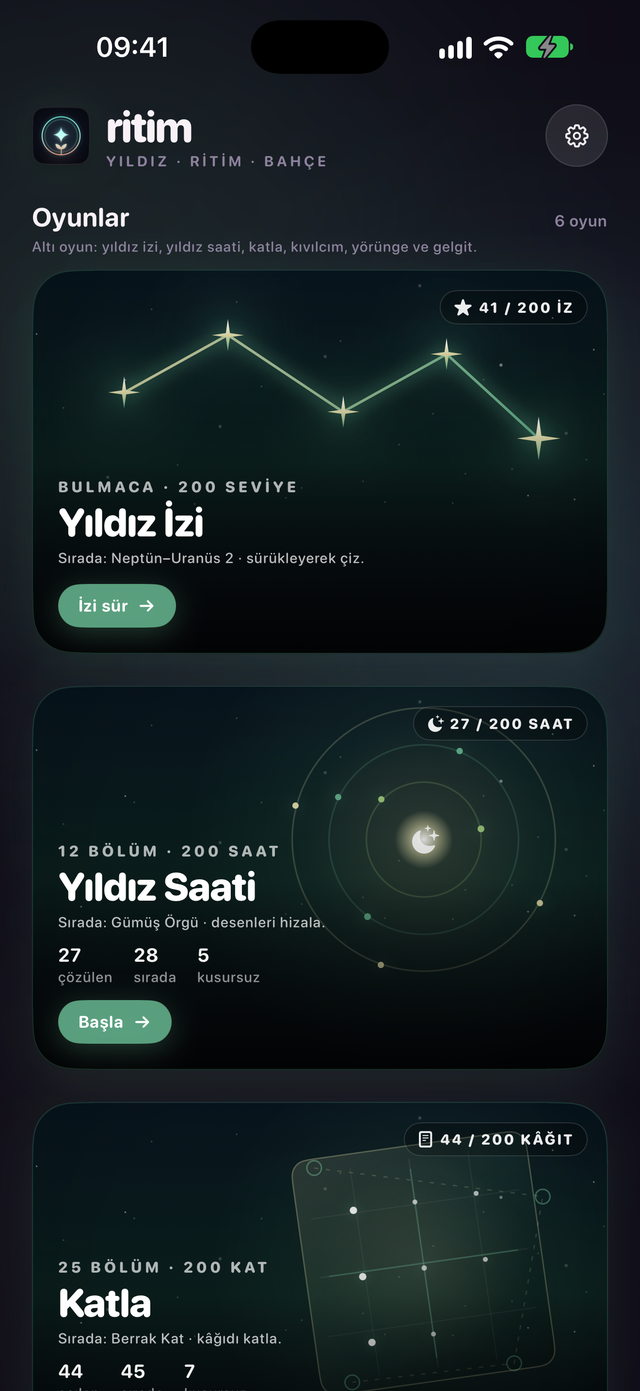 09:41
ritim
YILDIZ · RİTİM · BAHÇE
Oyunlar
6 oyun
Altı oyun: yıldız izi, yıldız saati, katla, kıvılcım, yörünge ve gelgit.
41 / 200 İZ
BULMACA · 200 SEVİYE
Yıldız İzi
Sırada: Neptün–Uranüs 2 · sürükleyerek çiz.
İzi sür →
27 / 200 SAAT
12 BÖLÜM · 200 SAAT
Yıldız Saati
Sırada: Gümüş Örgü · desenleri hizala.
27 28 5
çözülen sırada kusursuz
Başla →
44 / 200 KÂĞIT
25 BÖLÜM · 200 KAT
Katla
Sırada: Berrak Kat · kâğıdı katla.
44 45 7